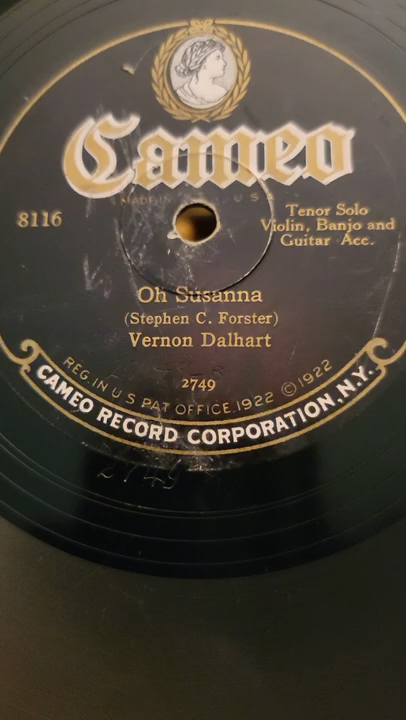 Cameo
MADE IN U S A
8116
Tenor Solo
Violin, Banjo and
Guitar Acc.
Oh Susanna
(Stephen C. Forster)
Vernon Dalhart
2749
REG. IN U S PAT OFFICE 1922 © 1922
CAMEO RECORD CORPORATION. N.Y.
2749